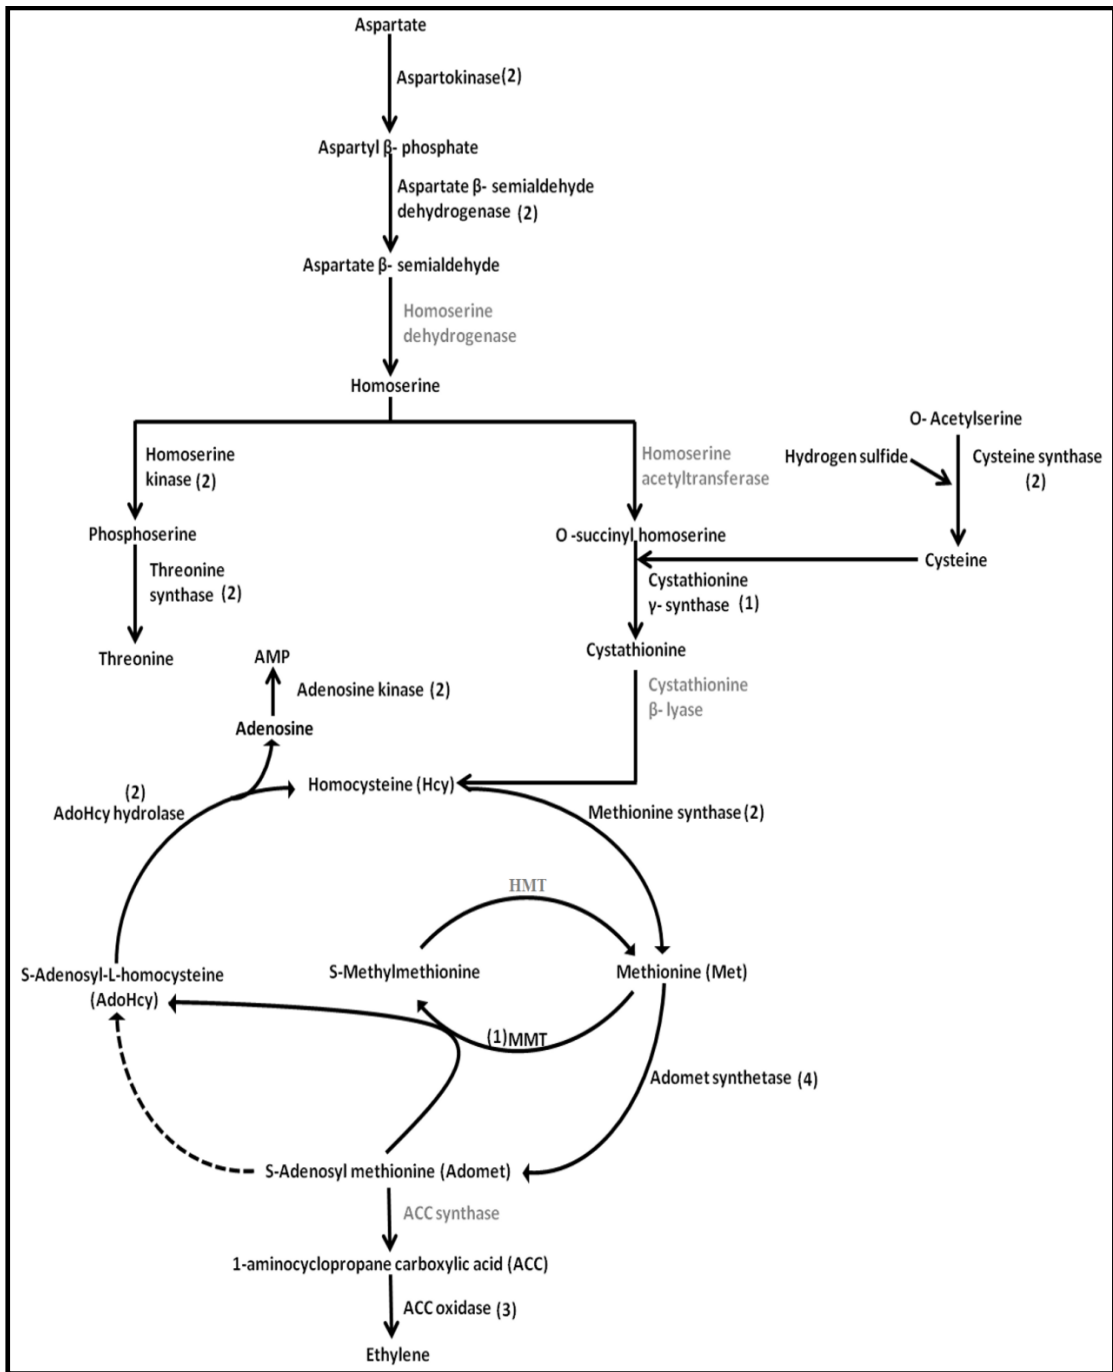 Aspartate
Aspartokinase(2)
Aspartyl β- phosphate
Aspartate β- semialdehyde
dehydrogenase (2)
Aspartate β- semialdehyde
Homoserine
dehydrogenase
Homoserine
O- Acetylserine
Homoserine
kinase (2)
Homoserine
acetyltransferase
Hydrogen sulfide
Cysteine synthase
(2)
Phosphoserine
O -succinyl homoserine
Cysteine
Threonine
synthase (2)
Cystathionine
γ- synthase (1)
Threonine
AMP
Cystathionine
Adenosine kinase (2)
Cystathionine
β- lyase
Adenosine
Homocysteine (Hcy)
(2)
AdoHcy hydrolase
Methionine synthase (2)
HMT
S-Adenosyl-L-homocysteine
(AdoHcy)
S-Methylmethionine
Methionine (Met)
(1)MMT
Adomet synthetase (4)
S-Adenosyl methionine (Adomet)
ACC synthase
1-aminocyclopropane carboxylic acid (ACC)
ACC oxidase (3)
Ethylene